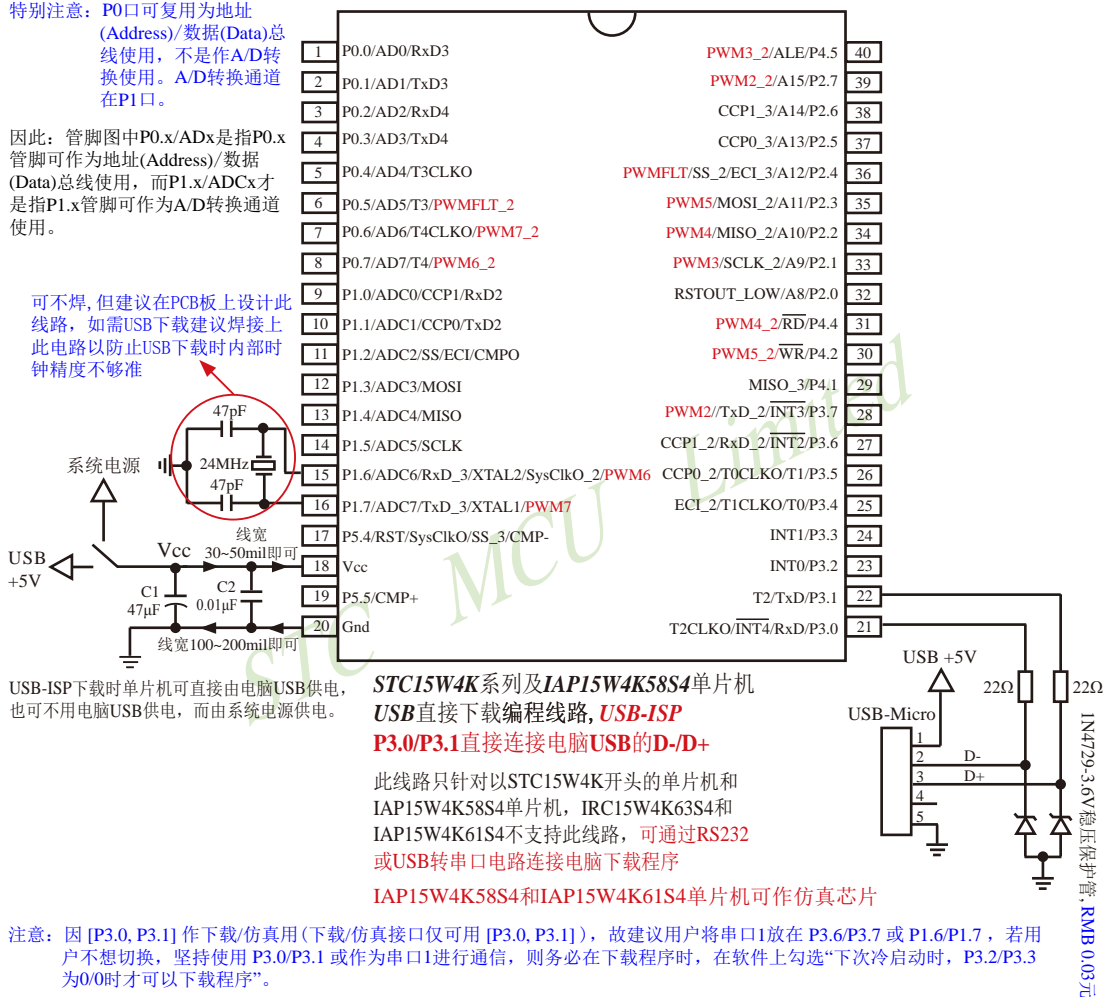 特别注意：P0口可复用为地址
(Address)/数据(Data)总
线使用，不是作A/D转
换使用。A/D转换通道
在P1口。
因此：管脚图中P0.x/ADx是指P0.x
管脚可作为地址(Address)/数据
(Data)总线使用，而P1.x/ADCx才
是指P1.x管脚可作为A/D转换通道
使用。
可不焊,但建议在PCB板上设计此
线路，如需USB下载建议焊接上
此电路以防止USB下载时内部时
钟精度不够准
47pF
24MHz
47pF
系统电源
USB
+5V
Vcc
线宽
30~50mil即可
C1
47μF
C2
0.01μF
线宽100~200mil即可
USB-ISP下载时单片机可直接由电脑USB供电，
也可不用电脑USB供电，而由系统电源供电。
1 P0.0/AD0/RxD3
2 P0.1/AD1/TxD3
3 P0.2/AD2/RxD4
4 P0.3/AD3/TxD4
5 P0.4/AD4/T3CLKO
6 P0.5/AD5/T3/PWMFLT_2
7 P0.6/AD6/T4CLKO/PWM7_2
8 P0.7/AD7/T4/PWM6_2
9 P1.0/ADC0/CCP1/RxD2
10 P1.1/ADC1/CCP0/TxD2
11 P1.2/ADC2/SS/ECI/CMPO
12 P1.3/ADC3/MOSI
13 P1.4/ADC4/MISO
14 P1.5/ADC5/SCLK
15 P1.6/ADC6/RxD_3/XTAL2/SysClkO_2/PWM6
16 P1.7/ADC7/TxD_3/XTAL1/PWM7
17 P5.4/RST/SysClkO/SS_3/CMP-
18 Vcc
19 P5.5/CMP+
20 Gnd
PWM3_2/ALE/P4.5 40
PWM2_2/A15/P2.7 39
CCP1_3/A14/P2.6 38
CCP0_3/A13/P2.5 37
PWMFLT/SS_2/ECI_3/A12/P2.4 36
PWM5/MOSI_2/A11/P2.3 35
PWM4/MISO_2/A10/P2.2 34
PWM3/SCLK_2/A9/P2.1 33
RSTOUT_LOW/A8/P2.0 32
PWM4_2/RD/P4.4 31
PWM5_2/WR/P4.2 30
MISO_3/P4.1 29
PWM2//TxD_2/INT3/P3.7 28
CCP1_2/RxD_2/INT2/P3.6 27
CCP0_2/T0CLKO/T1/P3.5 26
ECI_2/T1CLKO/T0/P3.4 25
INT1/P3.3 24
INT0/P3.2 23
T2/TxD/P3.1 22
T2CLKO/INT4/RxD/P3.0 21
STC MCU Limited
STC15W4K系列及IAP15W4K58S4单片机
USB直接下载编程线路,USB-ISP
P3.0/P3.1直接连接电脑USB的D-/D+
此线路只针对以STC15W4K开头的单片机和
IAP15W4K58S4单片机，IRC15W4K63S4和
IAP15W4K61S4不支持此线路，可通过RS232
或USB转串口电路连接电脑下载程序
IAP15W4K58S4和IAP15W4K61S4单片机可作仿真芯片
USB +5V
USB-Micro
1
2
3
4
5
D-
D+
22Ω
22Ω
1N4729-3.6V稳压保护管,RMB 0.03元
注意：因 [P3.0, P3.1] 作下载/仿真用(下载/仿真接口仅可用 [P3.0, P3.1] )，故建议用户将串口1放在 P3.6/P3.7 或 P1.6/P1.7 ，若用
户不想切换，坚持使用 P3.0/P3.1 或作为串口1进行通信，则务必在下载程序时，在软件上勾选“下次冷启动时，P3.2/P3.3
为0/0时才可以下载程序”。